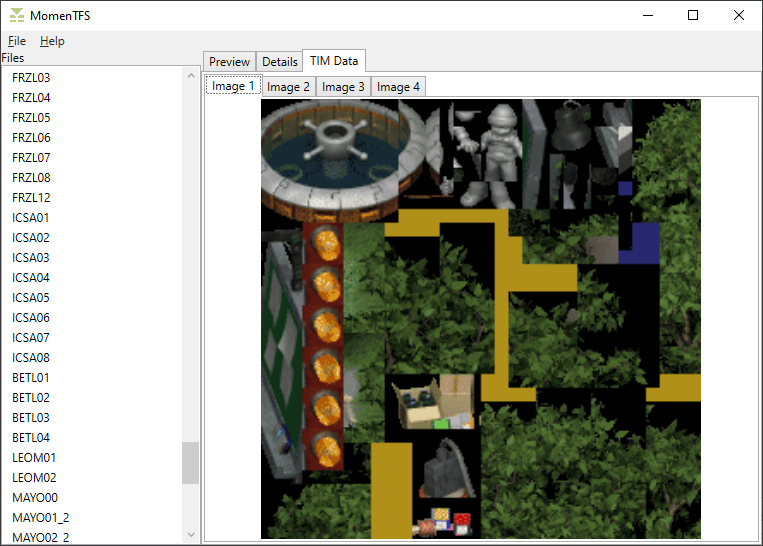 MomenTFS
File Help
Files
FRZL03
FRZL04
FRZL05
FRZL06
FRZL07
FRZL08
FRZL12
ICSA01
ICSA02
ICSA03
ICSA04
ICSA05
ICSA06
ICSA07
ICSA08
BETL01
BETL02
BETL03
BETL04
LEOM01
LEOM02
MAYO00
MAYO01_2
MAYO02_2
Preview Details TIM Data
Image 1 Image 2 Image 3 Image 4